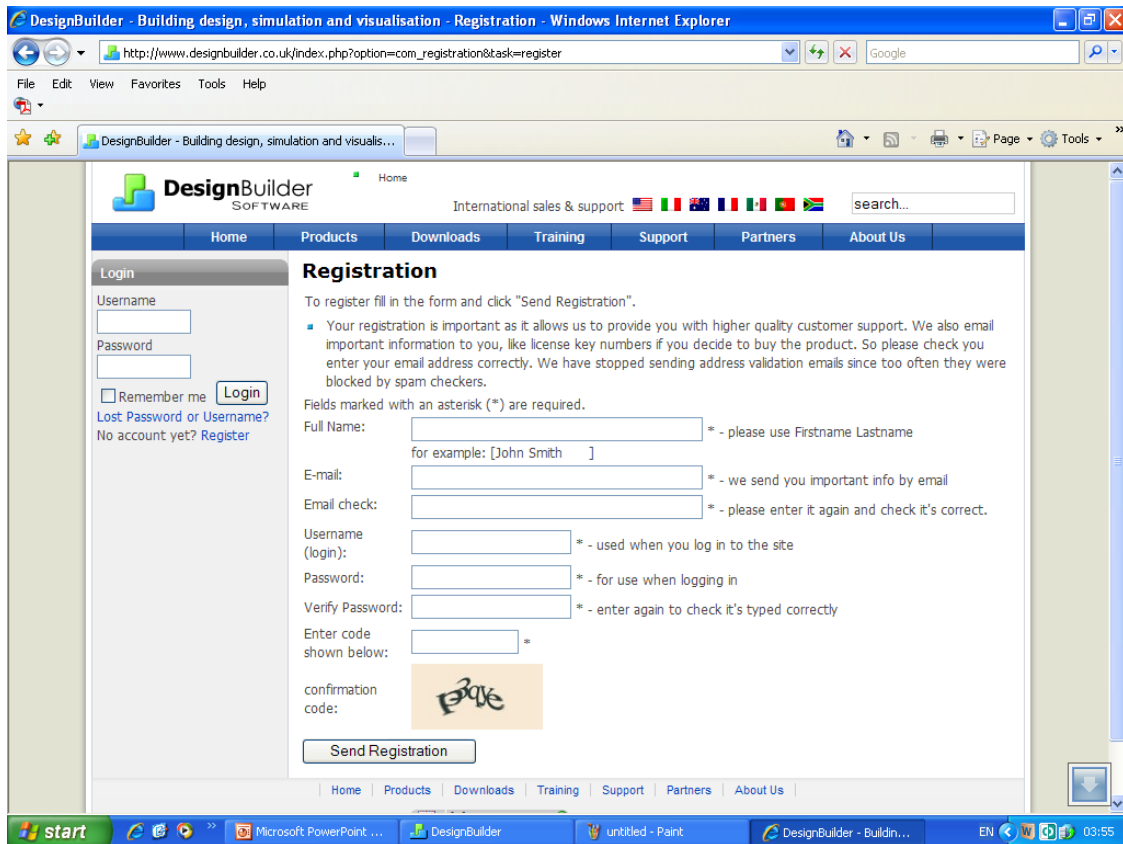 DesignBuilder - Building design, simulation and visualisation - Registration - Windows Internet Explorer
http://www.designbuilder.co.uk/index.php?option=com_registration&task=register
Google
File Edit View Favorites Tools Help
DesignBuilder - Building design, simulation and visualis...
Page Tools »
DesignBuilder
SOFTWARE
Home
International sales & support
search...
Home Products Downloads Training Support Partners About Us
Login
Username
Password
Remember me Login
Lost Password or Username?
No account yet? Register
Registration
To register fill in the form and click "Send Registration".
Your registration is important as it allows us to provide you with higher quality customer support. We also email
important information to you, like license key numbers if you decide to buy the product. So please check you
enter your email address correctly. We have stopped sending address validation emails since too often they were
blocked by spam checkers.
Fields marked with an asterisk (*) are required.
Full Name: * - please use Firstname Lastname
for example: [John Smith ]
E-mail: * - we send you important info by email
Email check: * - please enter it again and check it's correct.
Username
(login): * - used when you log in to the site
Password: * - for use when logging in
Verify Password: * - enter again to check it's typed correctly
Enter code
shown below: *
confirmation
code:
Send Registration
Home | Products | Downloads | Training | Support | Partners | About Us |
start » Microsoft PowerPoint ... DesignBuilder untitled - Paint DesignBuilder - Buildin... EN 03:55